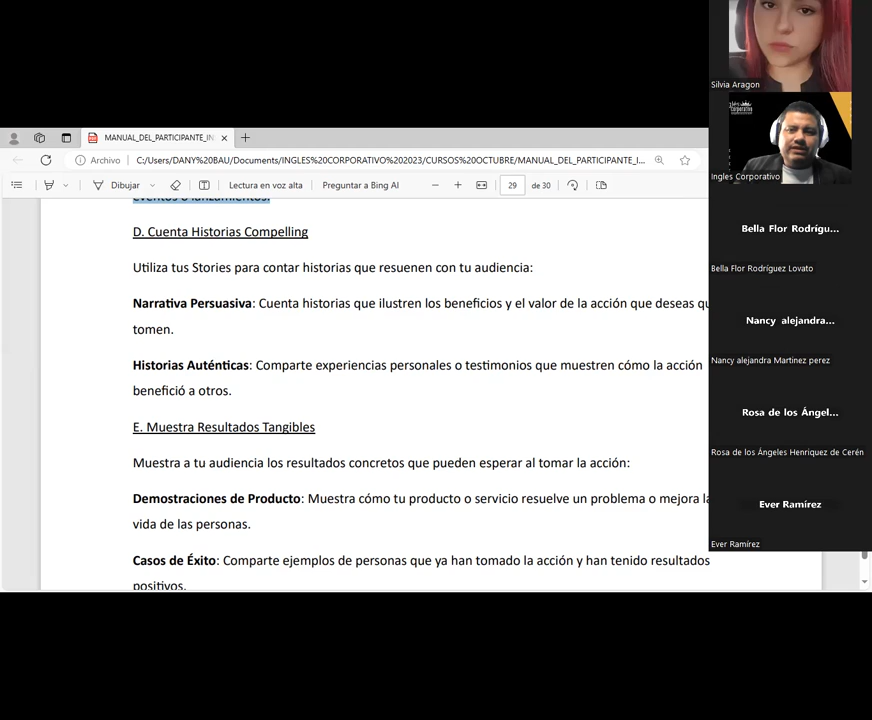 MANUAL_DEL_PARTICIPANTE_IN
Archivo
C:/Users/DANY%20BAU/Documents/INGLES%20CORPORATIVO%202023/CURSOS%20OCTUBRE/MANUAL_DEL_PARTICIPANTE_I...
Dibujar
Lectura en voz alta
Preguntar a Bing AI
29
de 30
eventos o lanzamientos.
D. Cuenta Historias Compelling
Utiliza tus Stories para contar historias que resuenen con tu audiencia:
Narrativa Persuasiva: Cuenta historias que ilustren los beneficios y el valor de la acción que deseas qu
tomen.
Historias Auténticas: Comparte experiencias personales o testimonios que muestren cómo la acción
benefició a otros.
E. Muestra Resultados Tangibles
Muestra a tu audiencia los resultados concretos que pueden esperar al tomar la acción:
Demostraciones de Producto: Muestra cómo tu producto o servicio resuelve un problema o mejora la
vida de las personas.
Casos de Éxito: Comparte ejemplos de personas que ya han tomado la acción y han tenido resultados
positivos.
Silvia Aragon
Ingles Corporativo
Bella Flor Rodrígu...
Bella Flor Rodríguez Lovato
Nancy alejandra...
Nancy alejandra Martinez perez
Rosa de los Ángel...
Rosa de los Ángeles Henriquez de Cerén
Ever Ramírez
Ever Ramírez